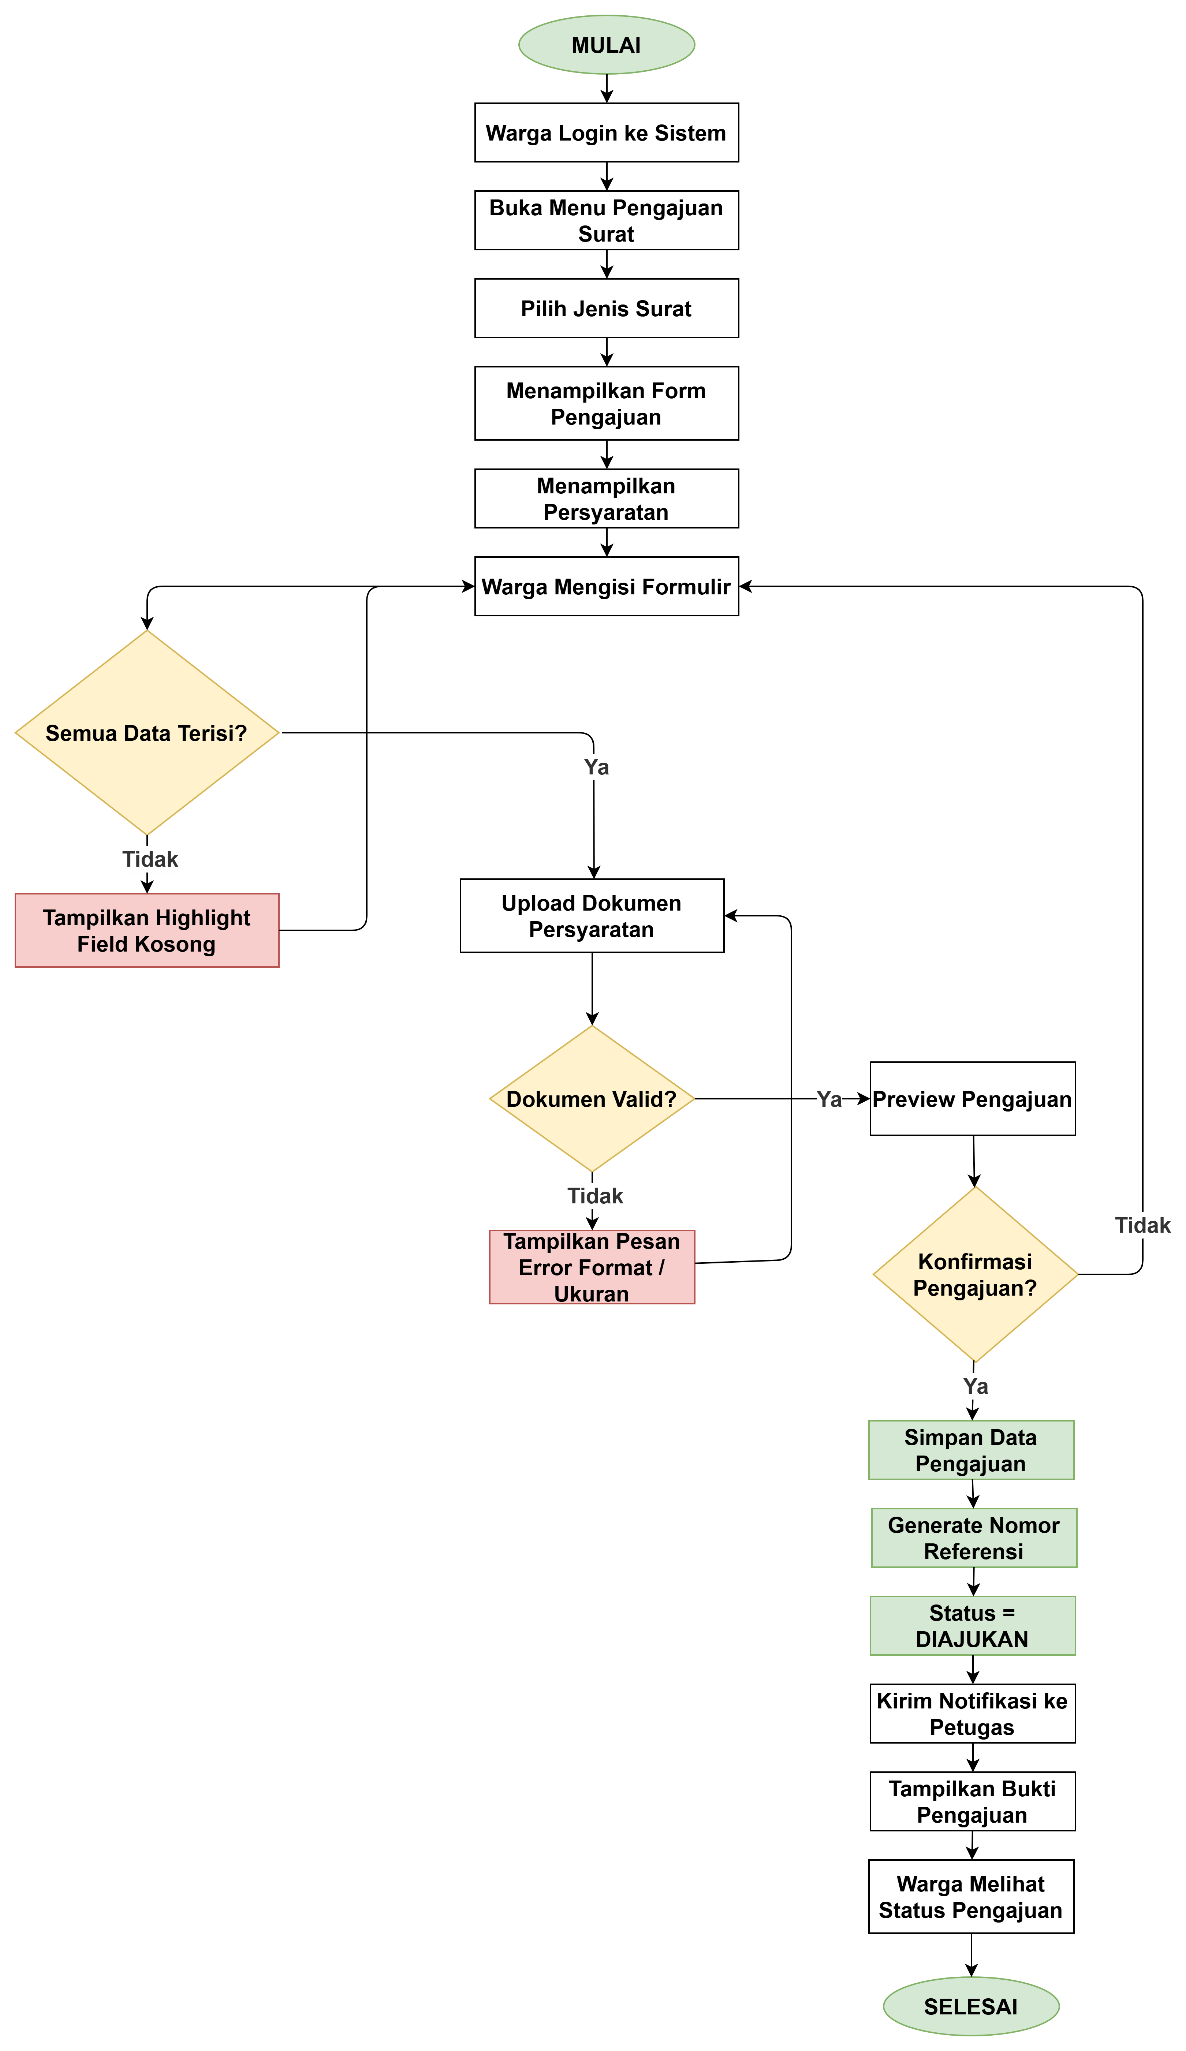 MULAI
Warga Login ke Sistem
Buka Menu Pengajuan
Surat
Pilih Jenis Surat
Menampilkan Form
Pengajuan
Menampilkan
Persyaratan
Warga Mengisi Formulir
Semua Data Terisi?
Ya
Tidak
Tampilkan Highlight
Field Kosong
Upload Dokumen
Persyaratan
Dokumen Valid?
Ya
Preview Pengajuan
Tidak
Tampilkan Pesan
Error Format /
Ukuran
Konfirmasi
Pengajuan?
Tidak
Ya
Simpan Data
Pengajuan
Generate Nomor
Referensi
Status =
DIAJUKAN
Kirim Notifikasi ke
Petugas
Tampilkan Bukti
Pengajuan
Warga Melihat
Status Pengajuan
SELESAI